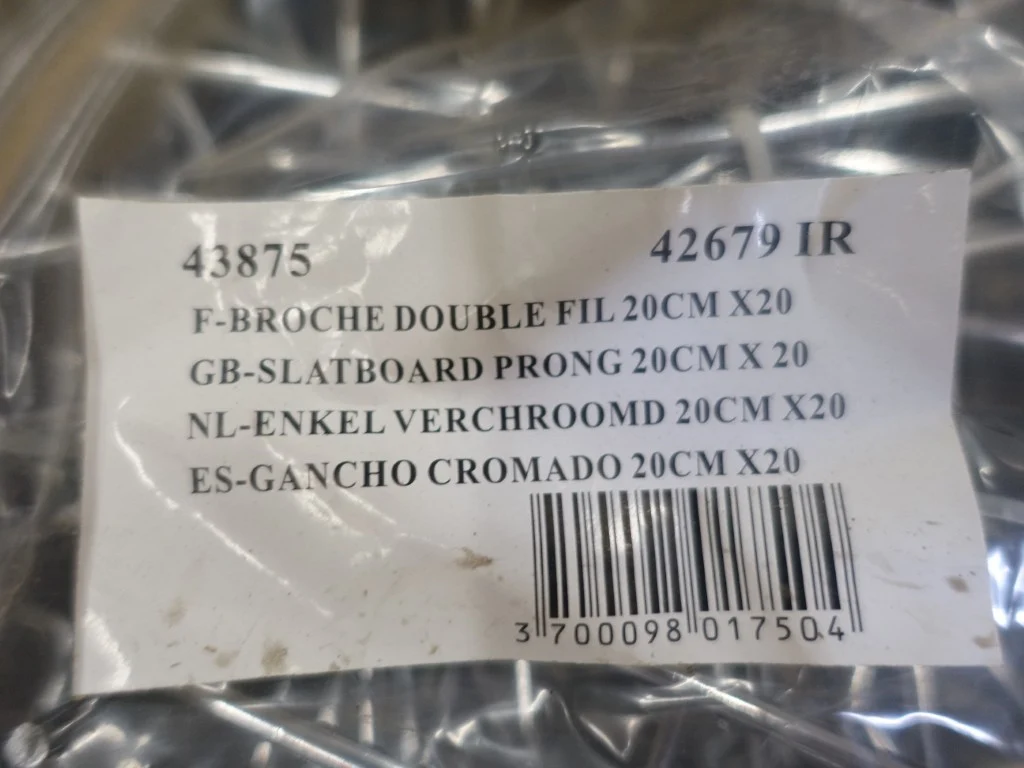 43875 42679 IR
F-BROCHE DOUBLE FIL 20CM X20
GB-SLATBOARD PRONG 20CM X 20
NL-ENKEL VERCHROOMD 20CM X20
ES-GANCHO CROMADO 20CM X20
3 700098 017504